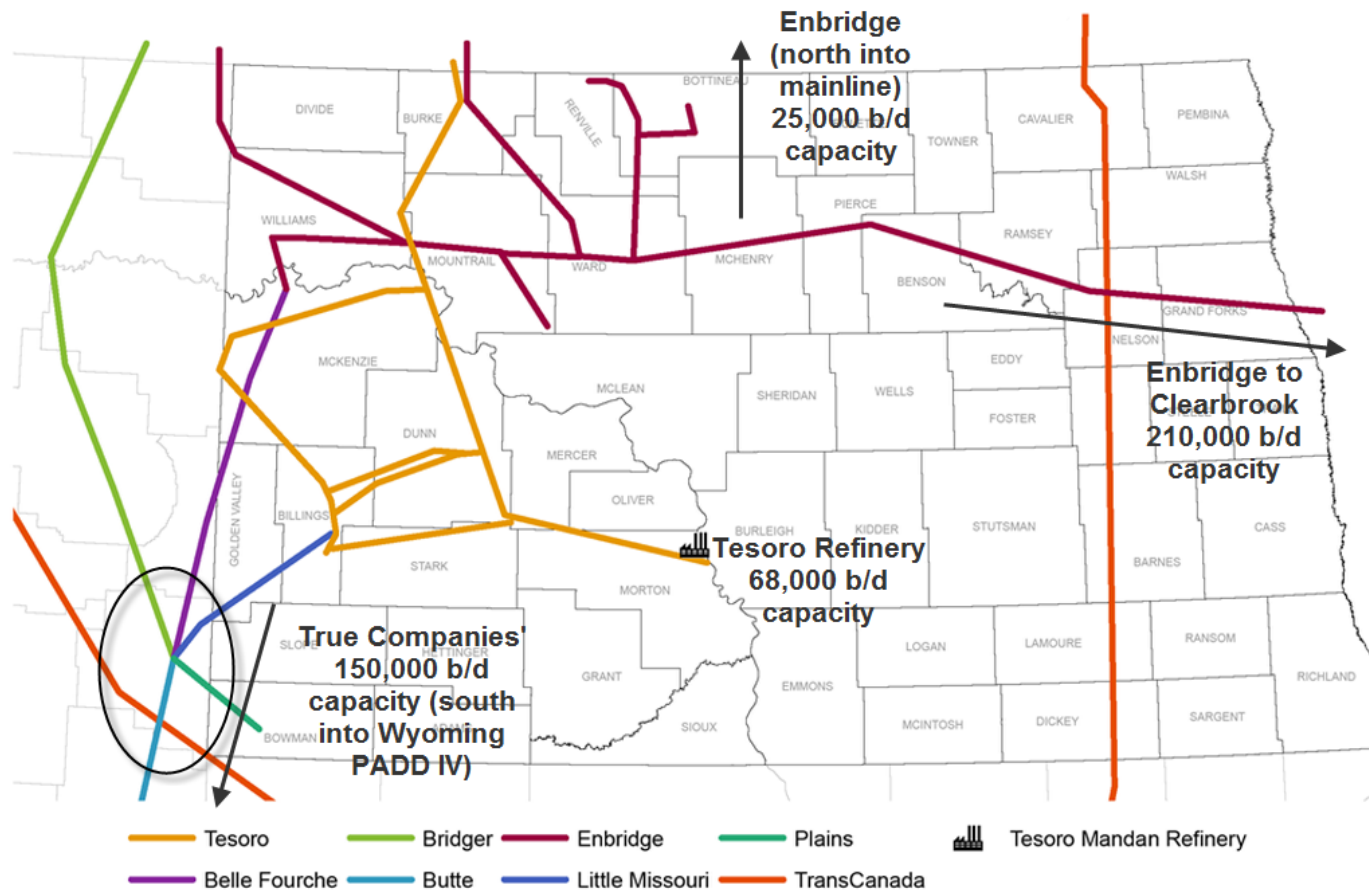 Enbridge
(north into
mainline)
25,000 b/d
capacity
BOTTINEAU
DIVIDE
BURKE
RENVILLE
TOWNER
CAVALIER
PEMBINA
WALSH
WILLIAMS
PIERCE
RAMSEY
MOUNTRAIL
WARD
MCHENRY
BENSON
GRAND FORKS
NELSON
MCKENZIE
MCLEAN
SHERIDAN
WELLS
EDDY
FOSTER
Enbridge to
Clearbrook
210,000 b/d
capacity
DUNN
MERCER
OLIVER
GOLDEN VALLEY
BILLINGS
BURLEIGH
KIDDER
STUTSMAN
BARNES
CASS
STARK
MORTON
Tesoro Refinery
68,000 b/d
capacity
True Companies'
150,000 b/d
capacity (south
into Wyoming
PADD IV)
SLOPE
HETTINGER
GRANT
SIOUX
EMMONS
LOGAN
LAMOURE
RANSOM
RICHLAND
BOWMAN
MCINTOSH
DICKEY
SARGENT
Tesoro
Bridger
Enbridge
Plains
Tesoro Mandan Refinery
Belle Fourche
Butte
Little Missouri
TransCanada